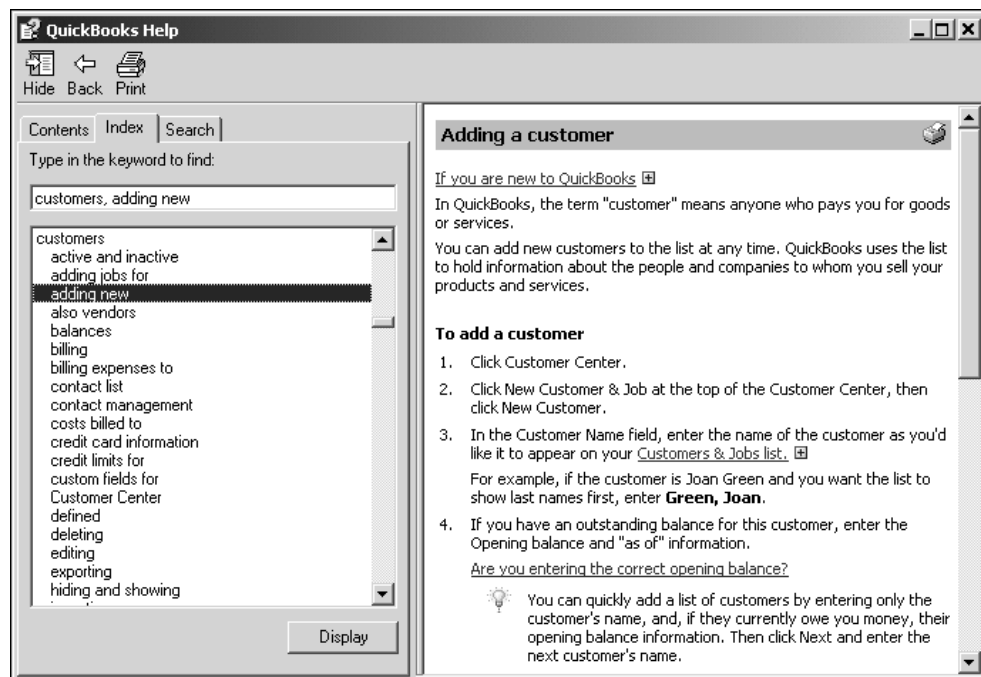 QuickBooks Help
Hide Back Print
Contents Index Search
Type in the keyword to find:
customers, adding new
customers
active and inactive
adding jobs for
adding new
also vendors
balances
billing
billing expenses to
contact list
contact management
costs billed to
credit card information
credit limits for
custom fields for
Customer Center
defined
deleting
editing
exporting
hiding and showing
Display
Adding a customer
If you are new to QuickBooks
In QuickBooks, the term "customer" means anyone who pays you for goods
or services.
You can add new customers to the list at any time. QuickBooks uses the list
to hold information about the people and companies to whom you sell your
products and services.
To add a customer
1. Click Customer Center.
2. Click New Customer & Job at the top of the Customer Center, then
click New Customer.
3. In the Customer Name field, enter the name of the customer as you'd
like it to appear on your Customers & Jobs list.
For example, if the customer is Joan Green and you want the list to
show last names first, enter Green, Joan.
4. If you have an outstanding balance for this customer, enter the
Opening balance and "as of" information.
Are you entering the correct opening balance?
You can quickly add a list of customers by entering only the
customer's name, and, if they currently owe you money, their
opening balance information. Then click Next and enter the
next customer's name.